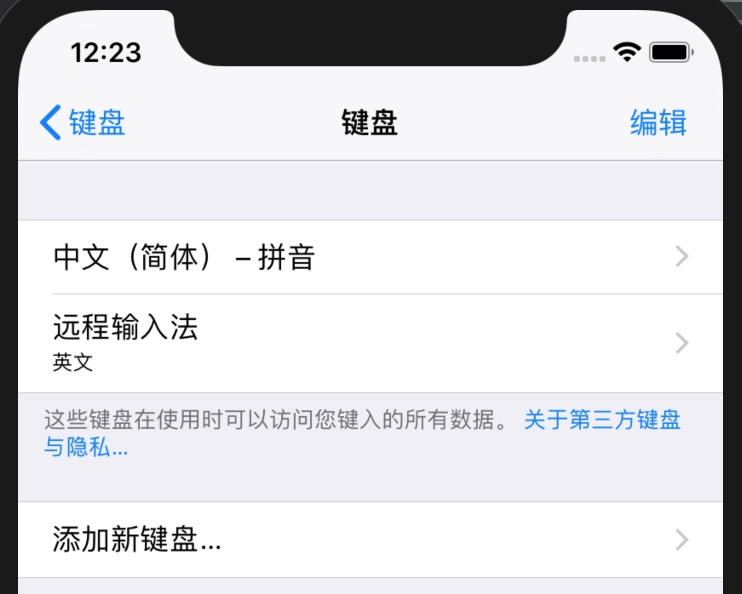 12:23
键盘 键盘 编辑
中文（简体） – 拼音
远程输入法
英文
这些键盘在使用时可以访问您键入的所有数据。 关于第三方键盘
与隐私...
添加新键盘...